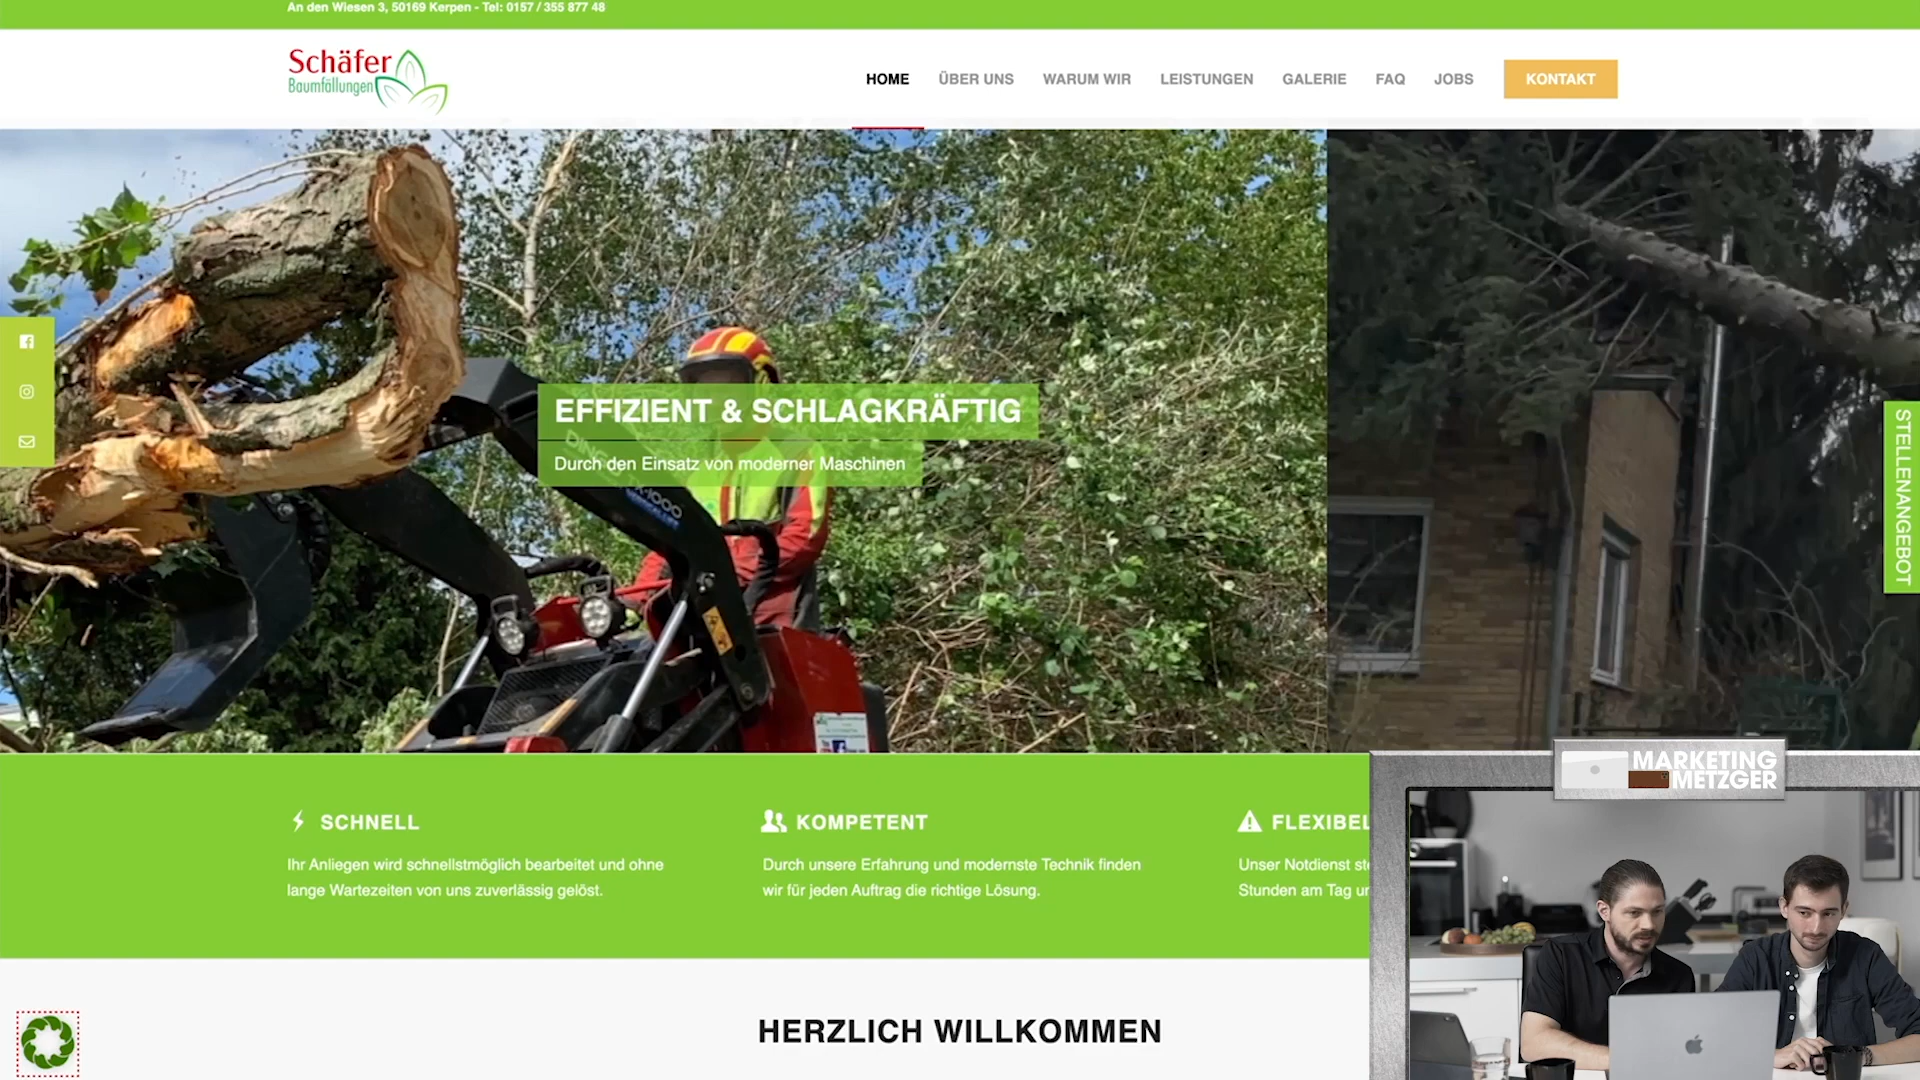 An den Wiesen 3, 50169 Kerpen - Tel: 0157 / 355 877 48
Schäfer
Baumfällungen
HOME ÜBER UNS WARUM WIR LEISTUNGEN GALERIE FAQ JOBS KONTAKT
EFFIZIENT & SCHLAGKRÄFTIG
Durch den Einsatz von moderner Maschinen
STELLENANGEBOT
SCHNELL
Ihr Anliegen wird schnellstmöglich bearbeitet und ohne
lange Wartezeiten von uns zuverlässig gelöst.
KOMPETENT
Durch unsere Erfahrung und modernste Technik finden
wir für jeden Auftrag die richtige Lösung.
FLEXIBEL
Unser Notdienst
Stunden am Tag
MARKETING
METZGER
HERZLICH WILLKOMMEN